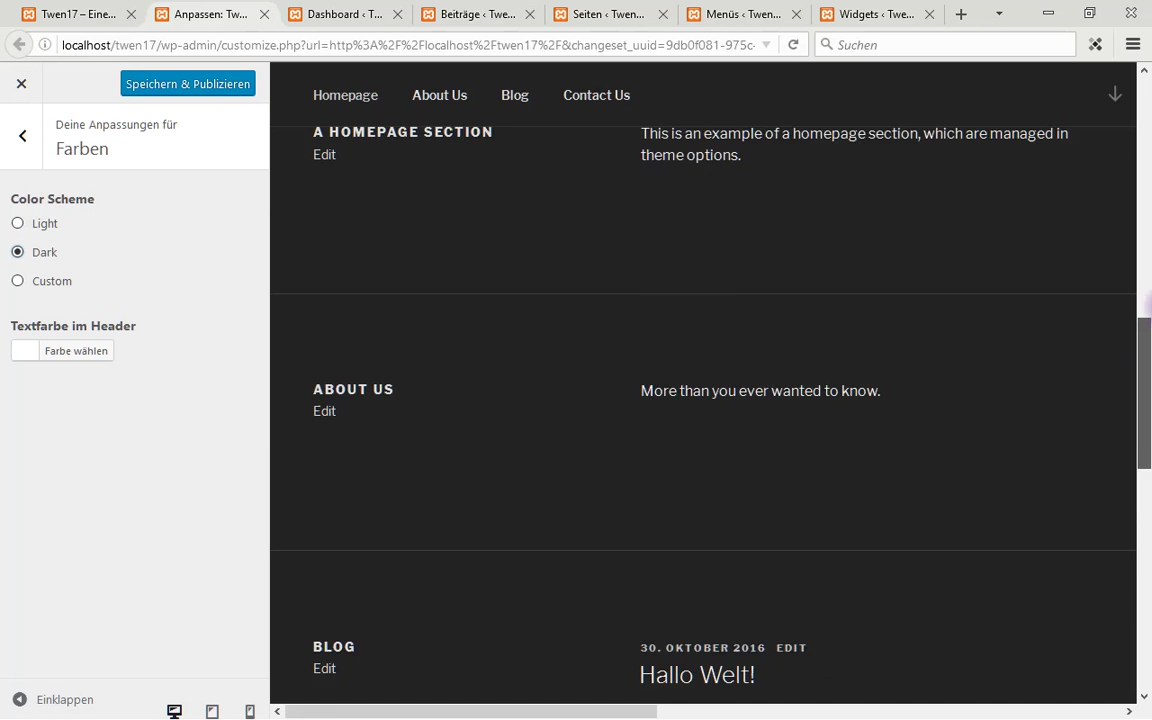 Twen17 – Eine...
Anpassen: Tw...
Dashboard ‹ T...
Beiträge ‹ Twe...
Seiten ‹ Twen...
Menüs ‹ Twen...
Widgets ‹ Twe...
localhost/twen17/wp-admin/customize.php?url=http%3A%2F%2Flocalhost%2Ftwen17%2F&changeset_uuid=9db0f081-975c-
Suchen
Speichern & Publizieren
Deine Anpassungen für
Farben
Color Scheme
Light
Dark
Custom
Textfarbe im Header
Farbe wählen
Einklappen
Homepage
About Us
Blog
Contact Us
A HOMEPAGE SECTION
Edit
This is an example of a homepage section, which are managed in
theme options.
ABOUT US
Edit
More than you ever wanted to know.
BLOG
Edit
30. OKTOBER 2016 EDIT
Hallo Welt!